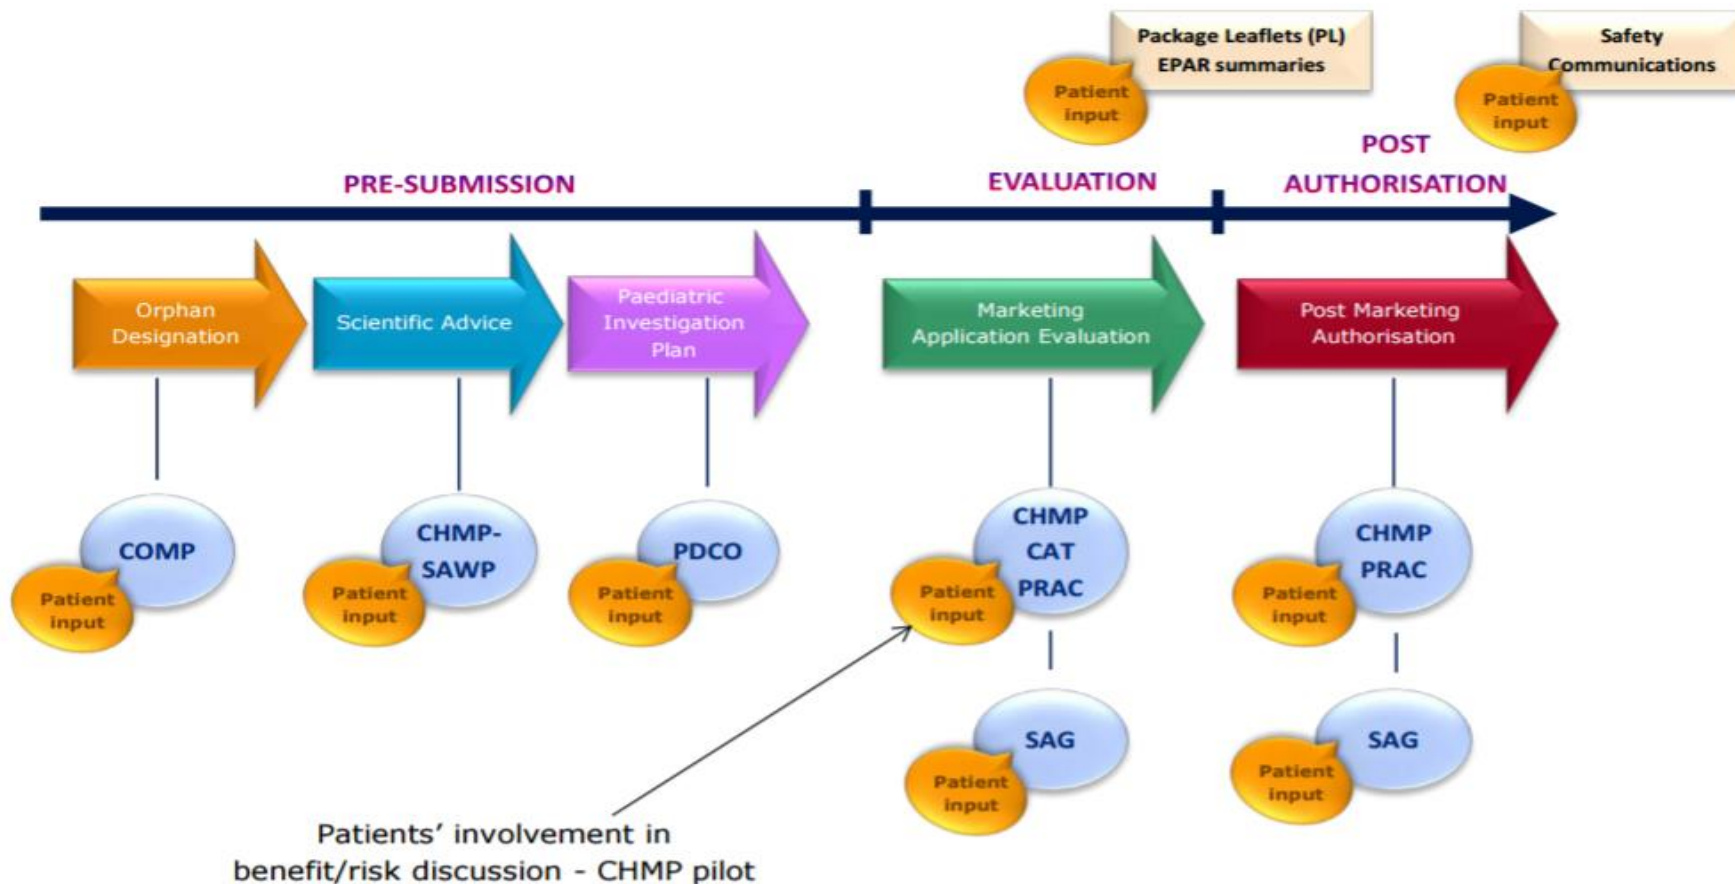 Package Leaflets (PL)
EPAR summaries
Patient
input
Safety
Communications
Patient
input
PRE-SUBMISSION
EVALUATION
POST
AUTHORISATION
Orphan
Designation
Scientific Advice
Paediatric
Investigation
Plan
Marketing
Application Evaluation
Post Marketing
Authorisation
COMP
Patient
input
CHMP-
SAWP
Patient
input
PDCO
Patient
input
CHMP
CAT
PRAC
Patient
input
CHMP
PRAC
Patient
input
SAG
Patient
input
SAG
Patient
input
Patients’ involvement in
benefit/risk discussion - CHMP pilot